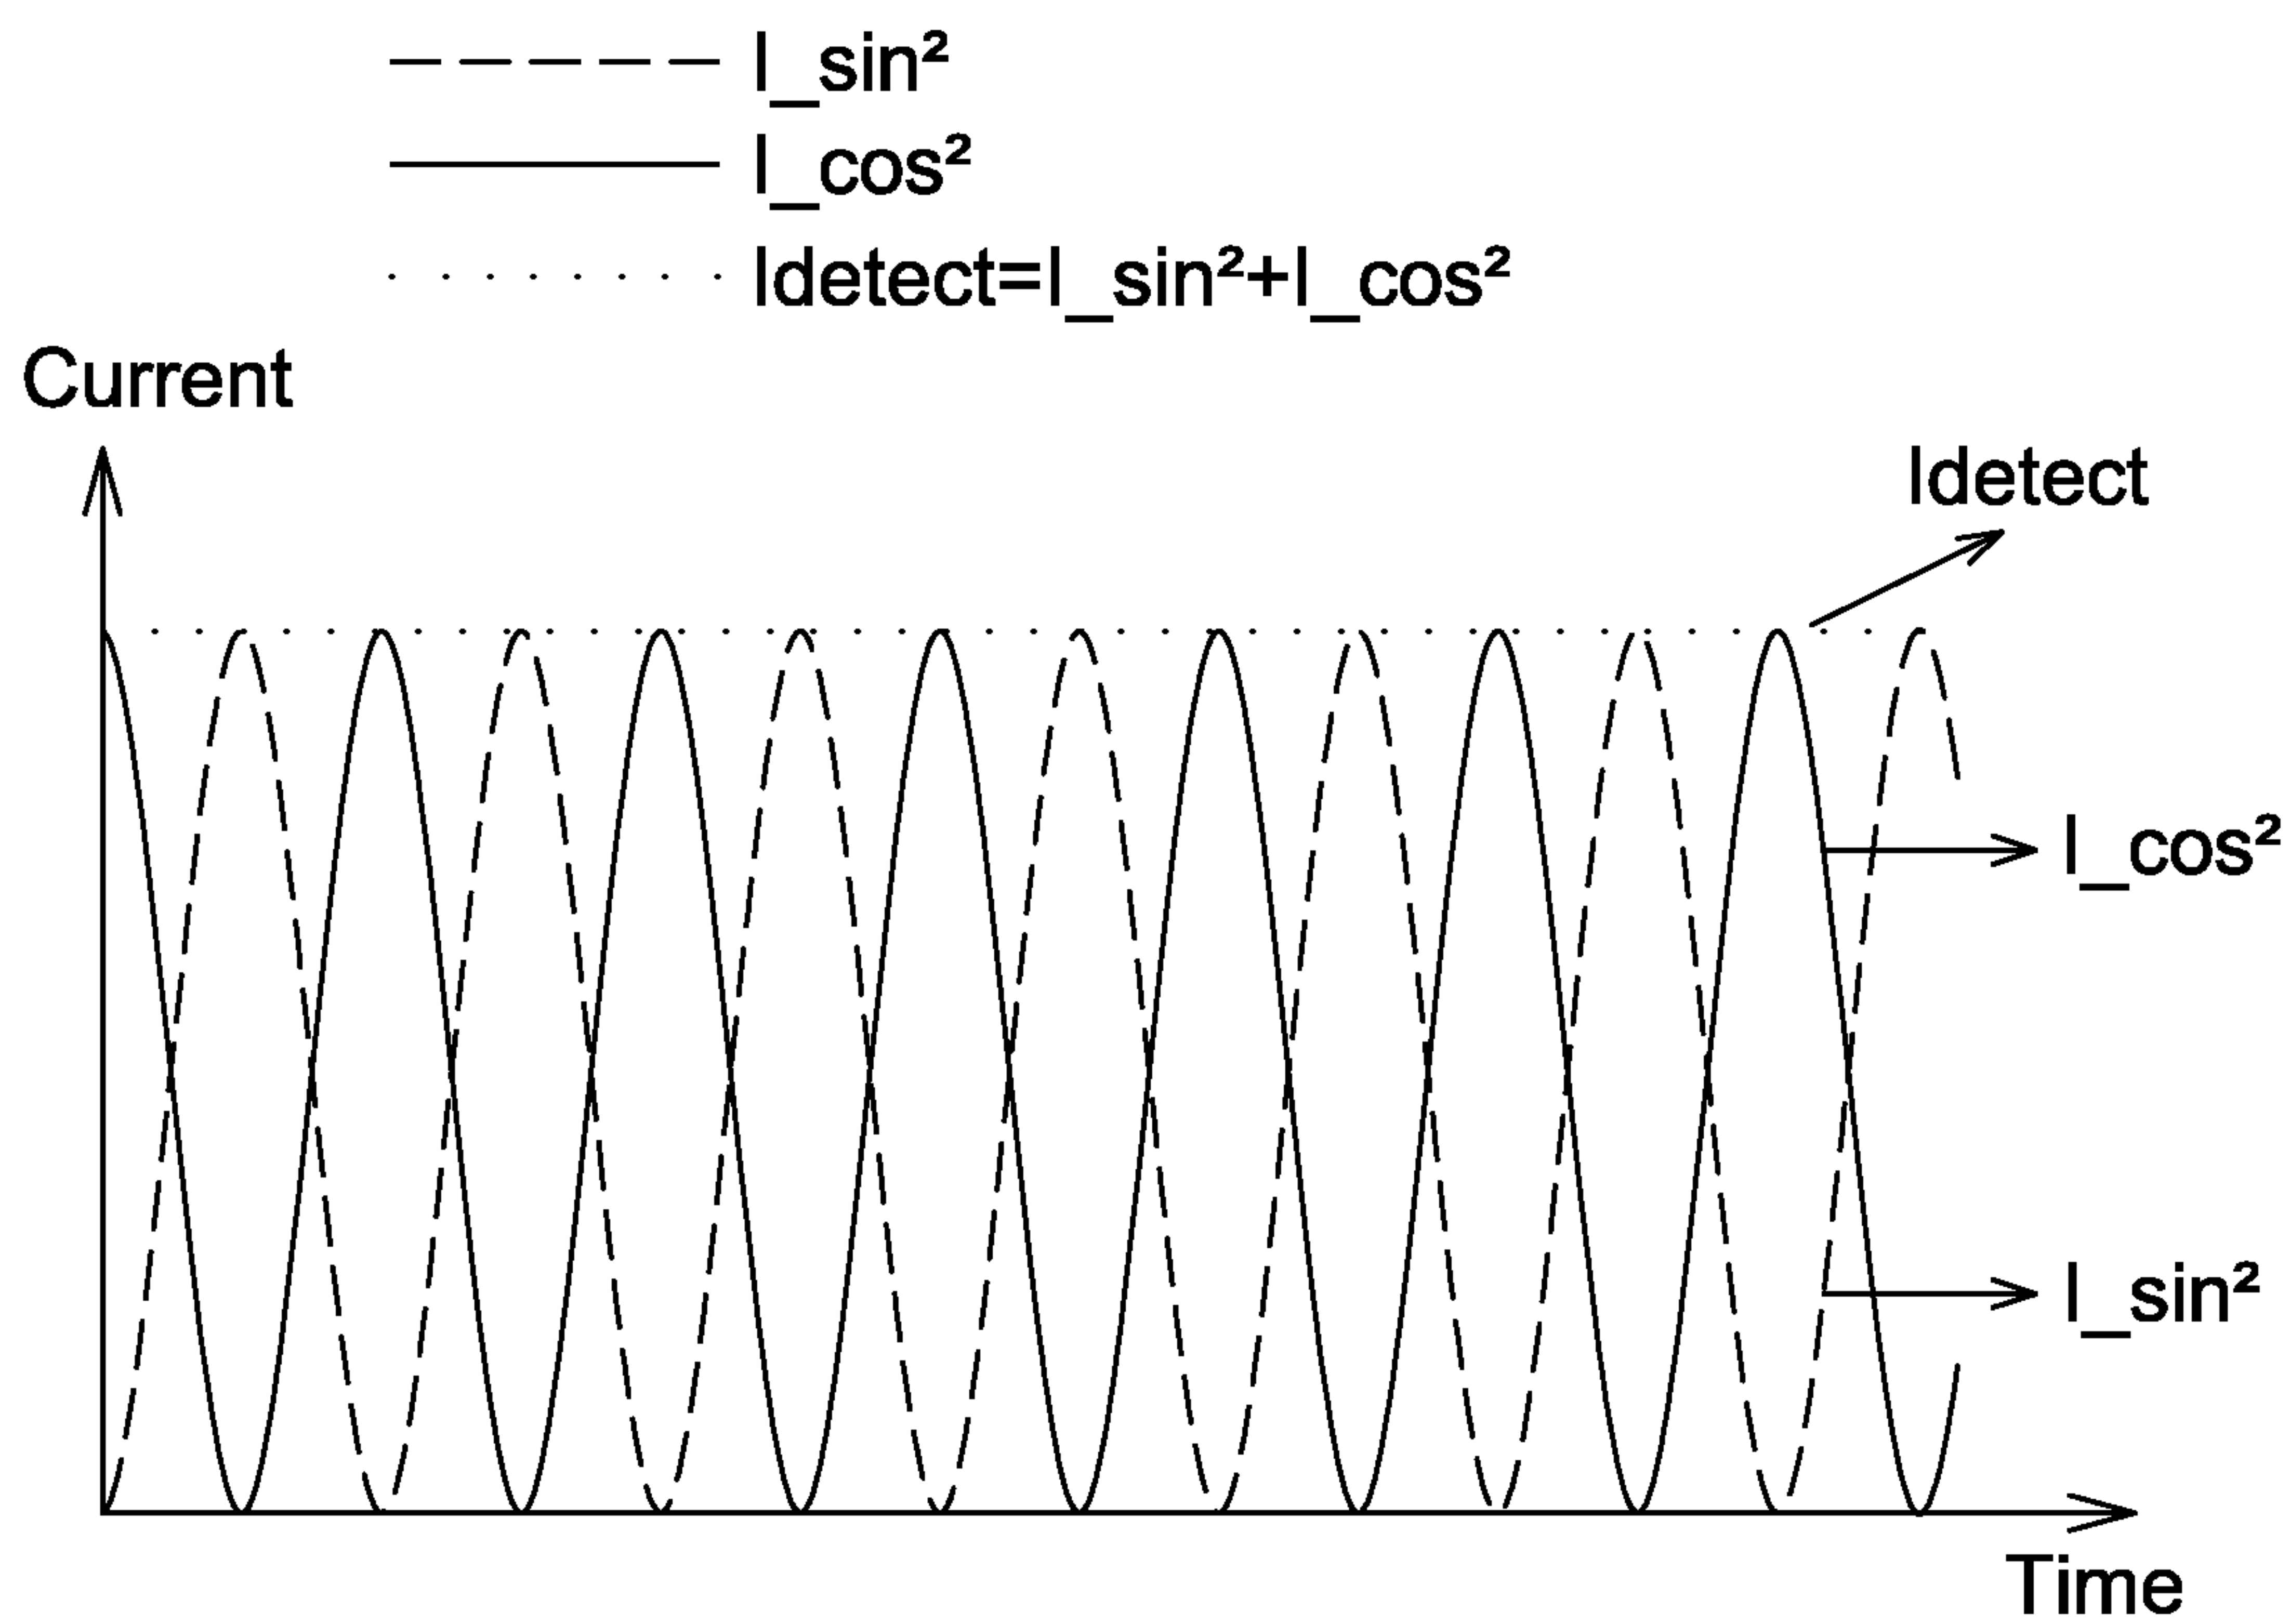 I_sin²
I_cos²
Idetect=I_sin²+I_cos²
Current
Idetect
I_cos²
I_sin²
Time